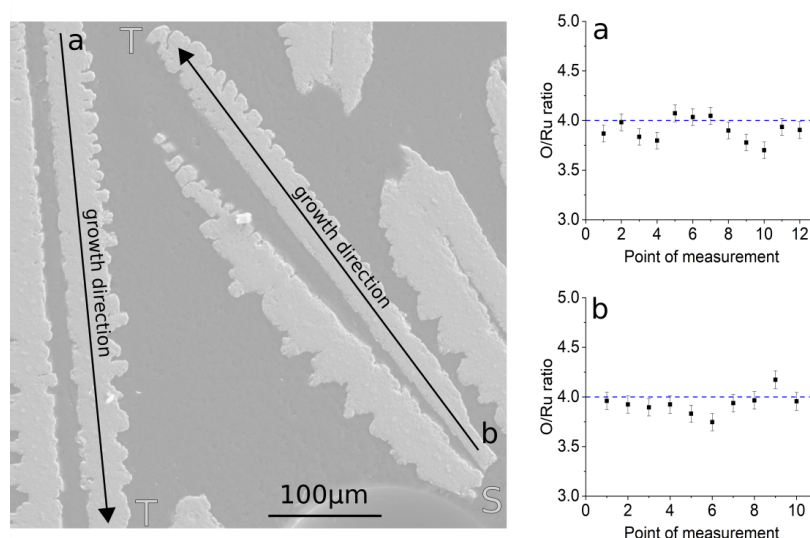 a
T
growth direction
growth direction
b
100μm
T
S
a
5.0
4.5
4.0
3.5
3.0
O/Ru ratio
0 2 4 6 8 10 12
Point of measurement
b
5.0
4.5
4.0
3.5
3.0
O/Ru ratio
0 2 4 6 8 10
Point of measurement